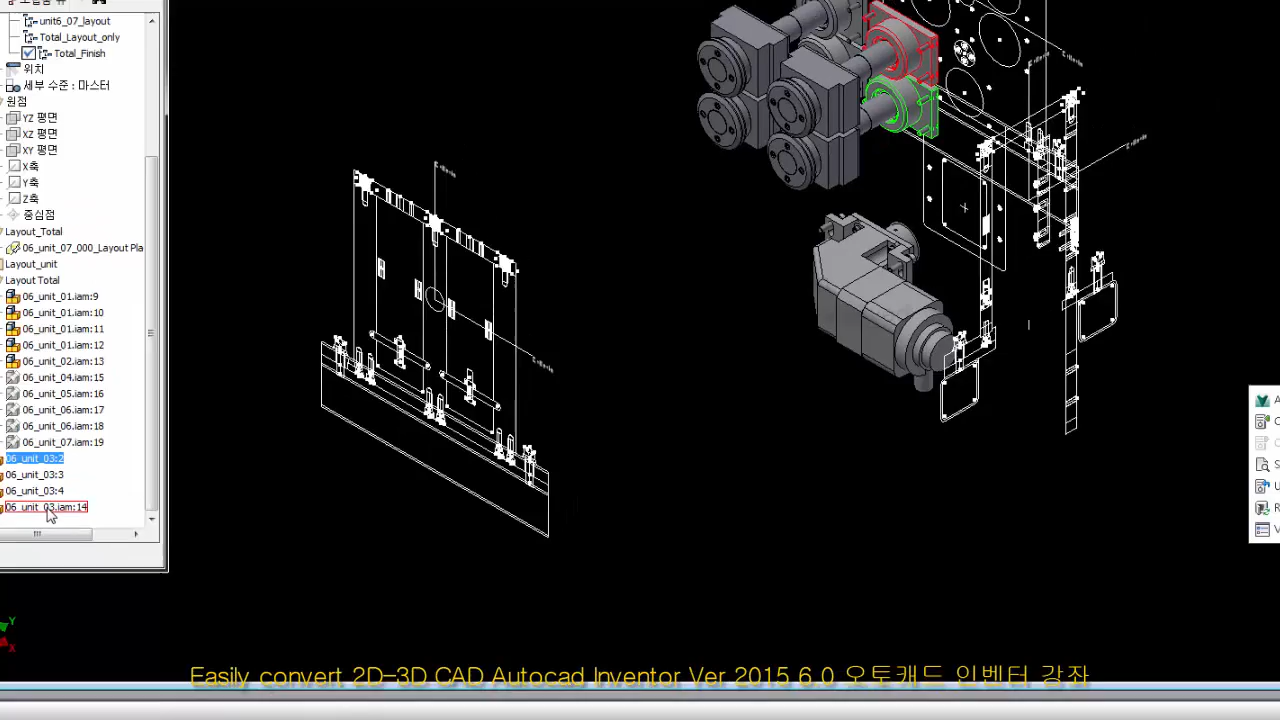 unit6_07_layout
Total_Layout_only
Total_Finish
위치
세부 수준 : 마스터
원점
YZ 평면
XZ 평면
XY 평면
X축
Y축
Z축
중심점
Layout_Total
06_unit_07_000_Layout Pla
Layout_unit
Layout Total
06_unit_01.iam:9
06_unit_01.iam:10
06_unit_01.iam:11
06_unit_01.iam:12
06_unit_02.iam:13
06_unit_04.iam:15
06_unit_05.iam:16
06_unit_06.iam:17
06_unit_06.iam:18
06_unit_07.iam:19
06_unit_03:2
06_unit_03:3
06_unit_03:4
06_unit_03.iam:14
Y
X
Easily convert 2D-3D CAD Autocad Inventor Ver 2015 6.0 오토캐드 인벤터 강좌